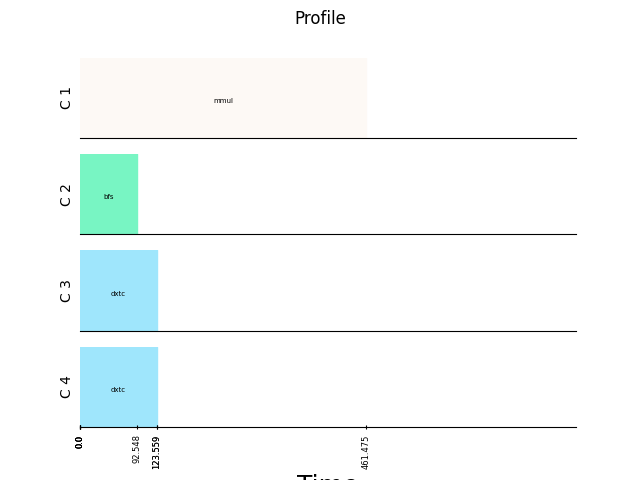 Profile
C 1
mmul
C 2
bfs
C 3
dxtc
C 4
dxtc
0.0
92.548
123.559
461.475
Time